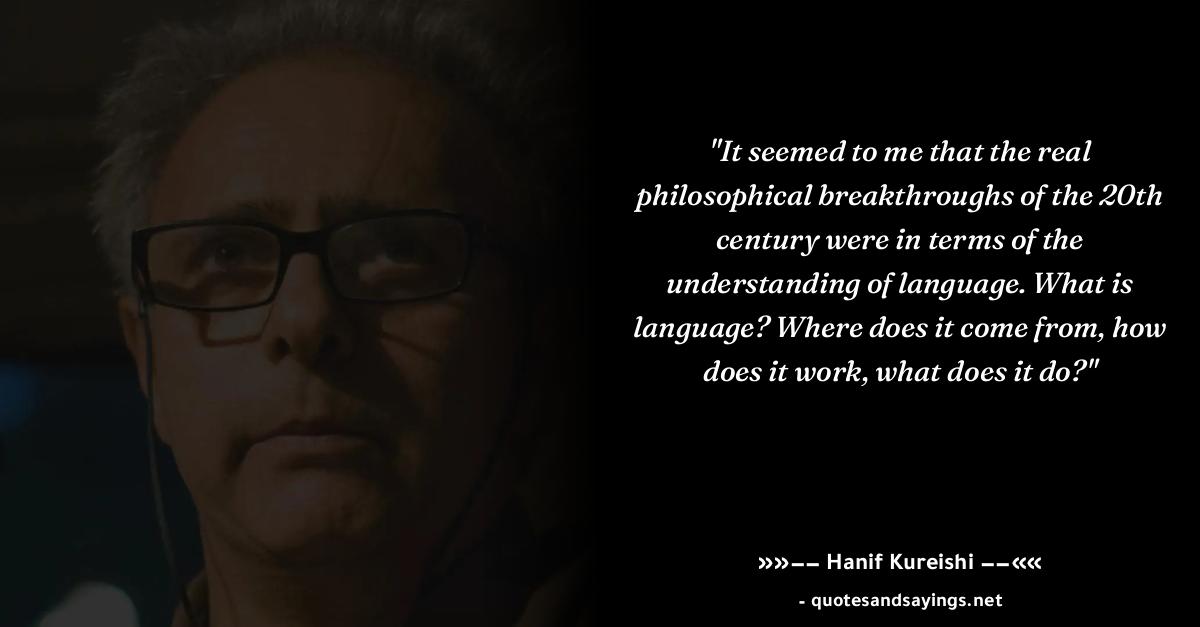 "It seemed to me that the real
philosophical breakthroughs of the 20th
century were in terms of the
understanding of language. What is
language? Where does it come from, how
does it work, what does it do?"
»»–– Hanif Kureishi ––««
- quotesandsayings.net